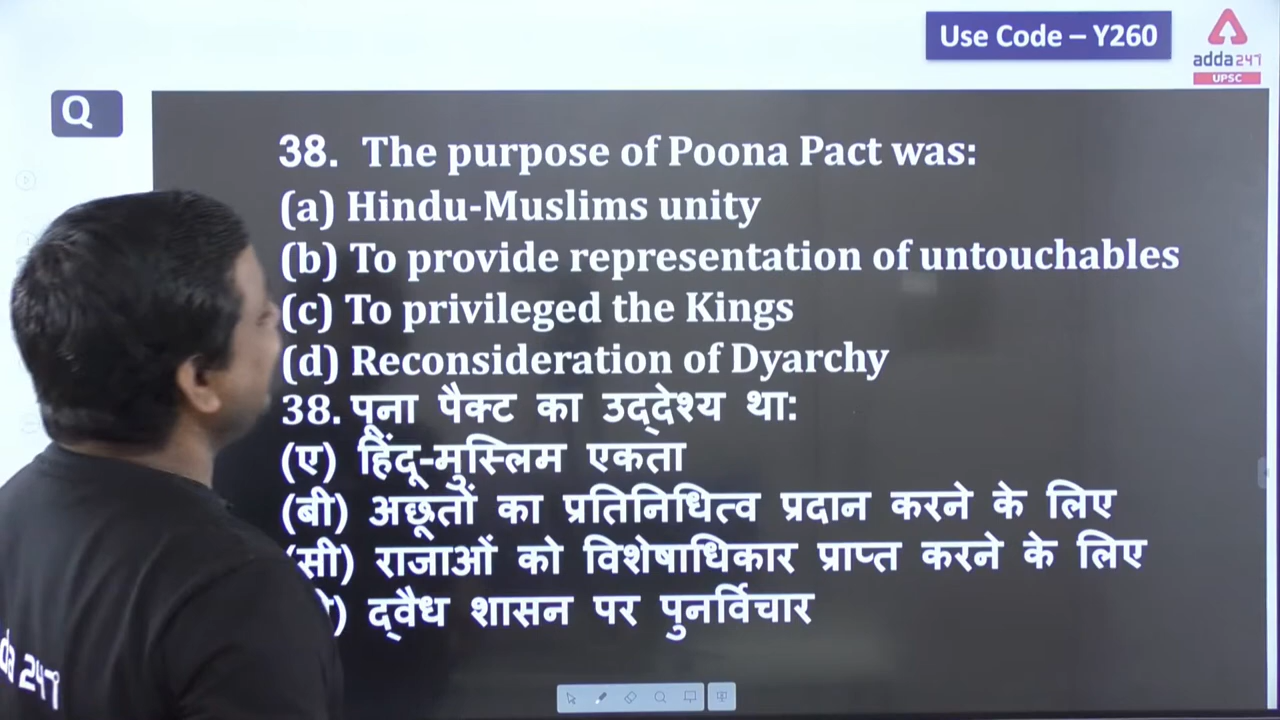 Use Code – Y260
adda247
UPSC
Q
38. The purpose of Poona Pact was:
(a) Hindu-Muslims unity
(b) To provide representation of untouchables
(c) To privileged the Kings
(d) Reconsideration of Dyarchy
38. पूना पैक्ट का उद्देश्य था:
(ए) हिंदू-मुस्लिम एकता
(बी) अछूतों का प्रतिनिधित्व प्रदान करने के लिए
(सी) राजाओं को विशेषाधिकार प्राप्त करने के लिए
द्वैध शासन पर पुनर्विचार
da 247